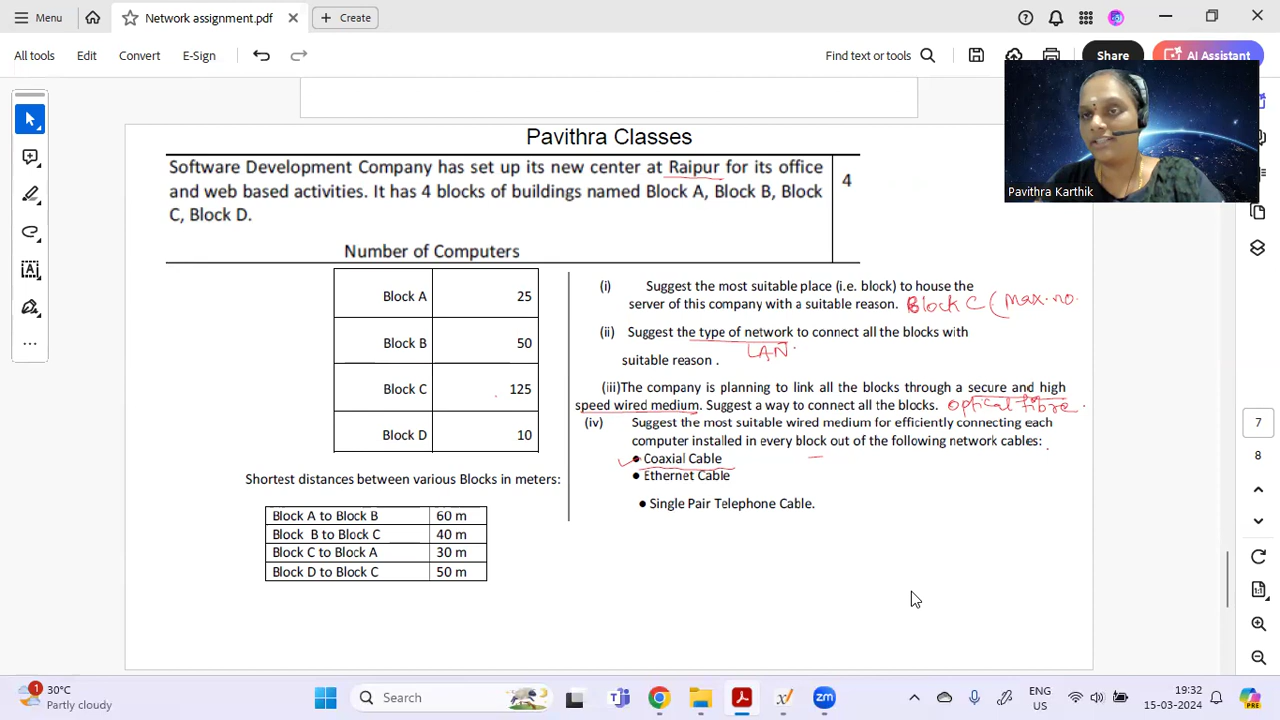 Menu
Network assignment.pdf
Create
All tools
Edit
Convert
E-Sign
Find text or tools
Share
AI Assistant
Pavithra Karthik
Pavithra Classes
Software Development Company has set up its new center at Raipur for its office
and web based activities. It has 4 blocks of buildings named Block A, Block B, Block
C, Block D.
4
Number of Computers
Block A 25
Block B 50
Block C 125
Block D 10
Shortest distances between various Blocks in meters:
Block A to Block B 60 m
Block B to Block C 40 m
Block C to Block A 30 m
Block D to Block C 50 m
(i) Suggest the most suitable place (i.e. block) to house the
server of this company with a suitable reason. Block C (Max. no.
(ii) Suggest the type of network to connect all the blocks with
LAN
suitable reason .
(iii)The company is planning to link all the blocks through a secure and high
speed wired medium. Suggest a way to connect all the blocks. optical fibre.
(iv) Suggest the most suitable wired medium for efficiently connecting each
computer installed in every block out of the following network cables:
● Coaxial Cable
● Ethernet Cable
● Single Pair Telephone Cable.
7
8
1:1
1
30°C
Partly cloudy
Search
ENG
US
19:32
15-03-2024
PRE